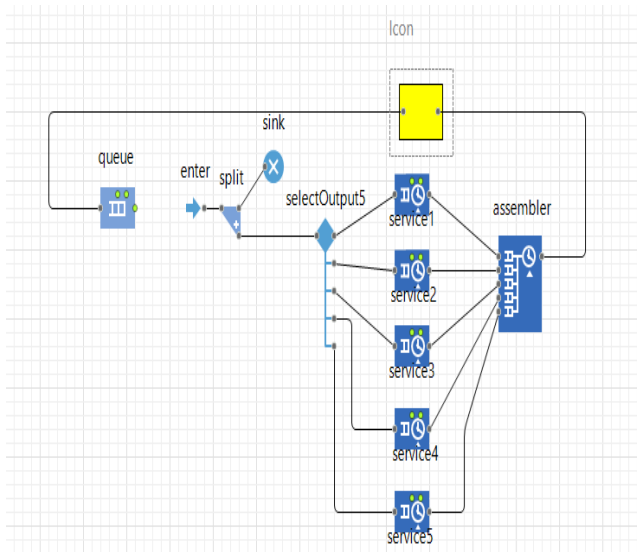 Icon
sink
queue
enter
split
selectOutput5
service1
assembler
service2
service3
service4
service5